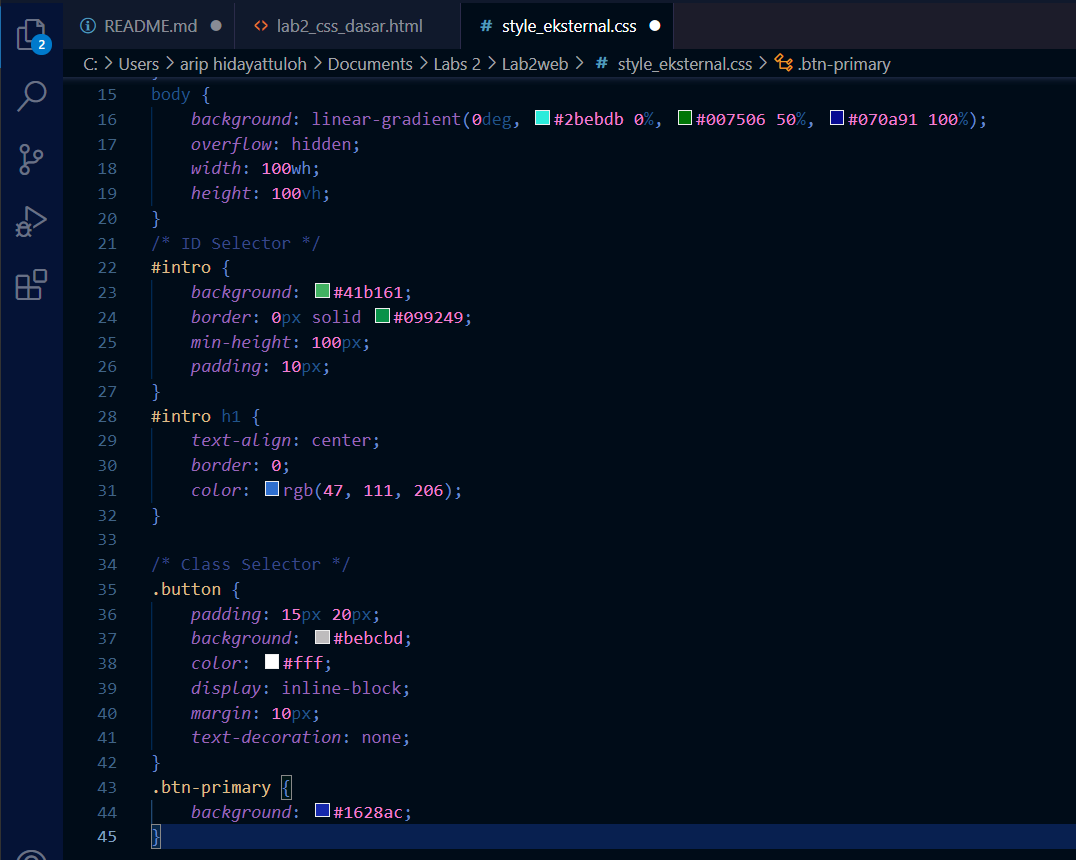 README.md
lab2_css_dasar.html
# style_eksternal.css
2
C: > Users > arip hidayattuloh > Documents > Labs 2 > Lab2web > # style_eksternal.css > .btn-primary
15 body {
16 background: linear-gradient(0deg, #2bebdb 0%, #007506 50%, #070a91 100%);
17 overflow: hidden;
18 width: 100wh;
19 height: 100vh;
20 }
21 /* ID Selector */
22 #intro {
23 background: #41b161;
24 border: 0px solid #099249;
25 min-height: 100px;
26 padding: 10px;
27 }
28 #intro h1 {
29 text-align: center;
30 border: 0;
31 color: rgb(47, 111, 206);
32 }
33
34 /* Class Selector */
35 .button {
36 padding: 15px 20px;
37 background: #bebcbd;
38 color: #fff;
39 display: inline-block;
40 margin: 10px;
41 text-decoration: none;
42 }
43 .btn-primary {
44 background: #1628ac;
45 }